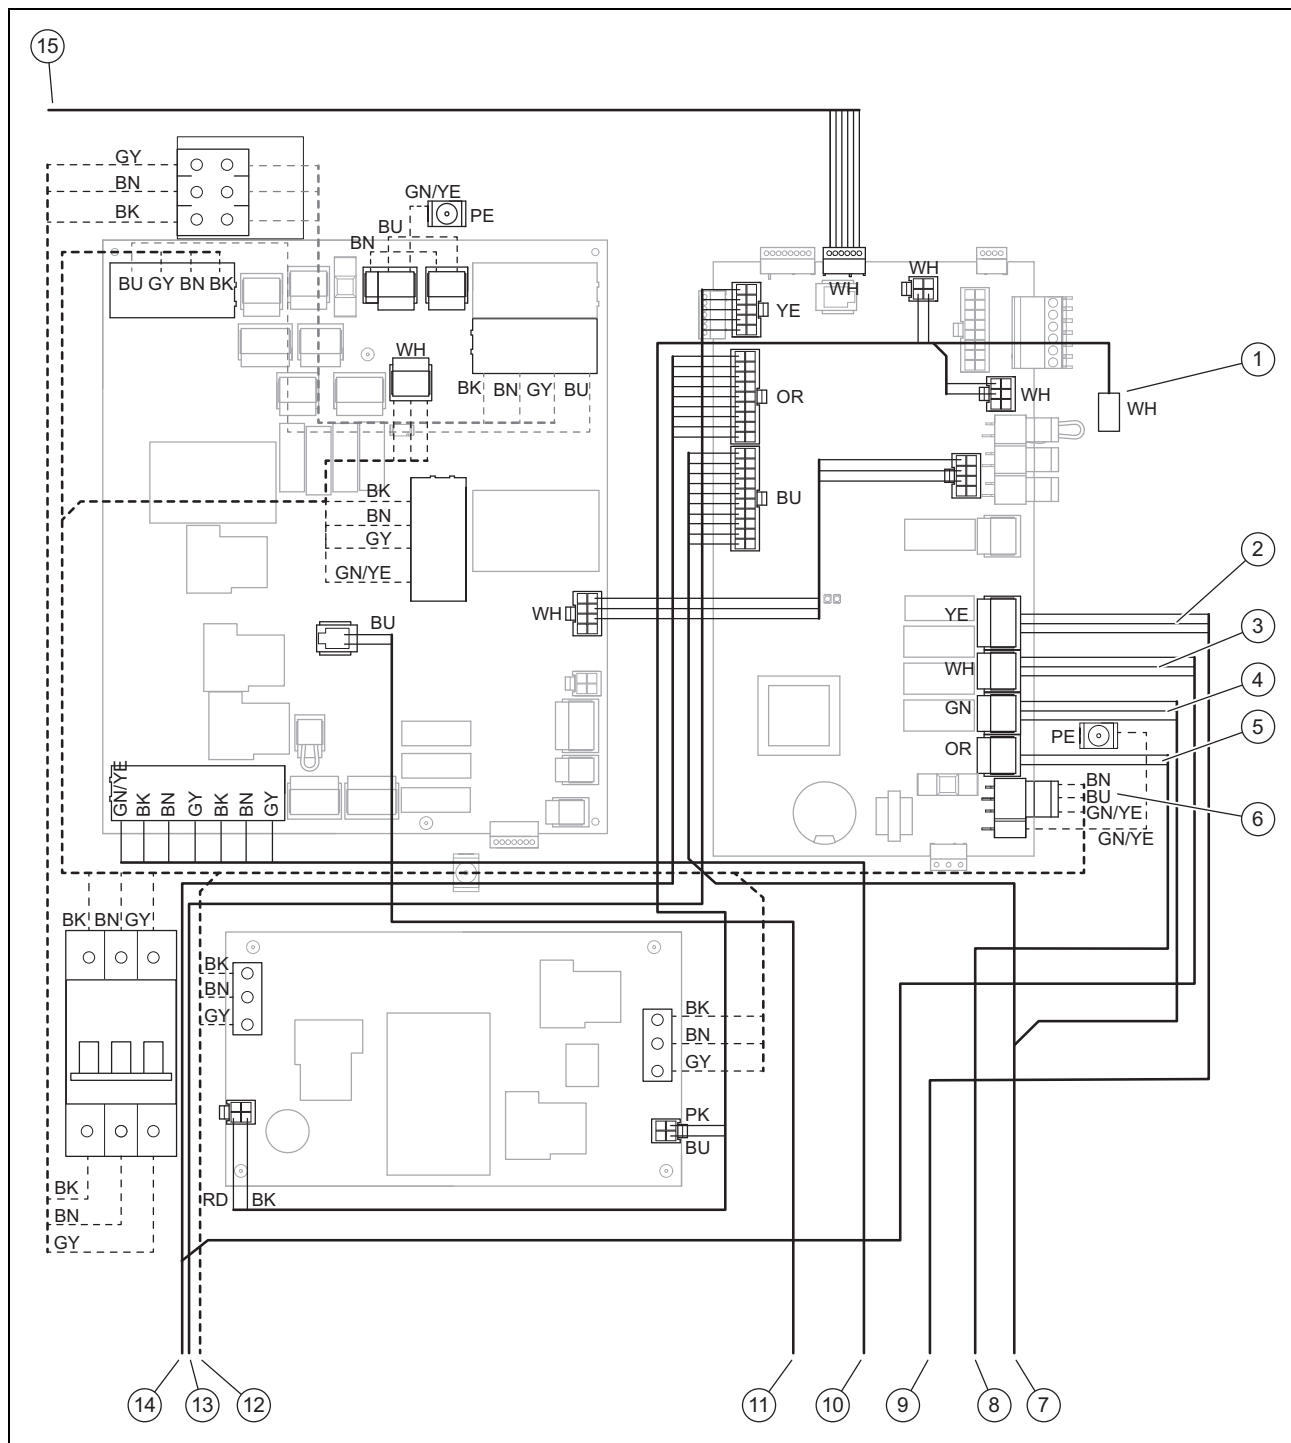 15
GY
BN
BK
GN/YE
PE
BU
BN
BU GY BN BK
WH
WH
YE
WH
BK BN GY BU
OR
WH
1
WH
BK
BN
GY
GN/YE
BU
BU
WH
2
YE
3
WH
4
GN
5
PE
OR
BN
BU
GN/YE
6
GN/YE
GN/YE
BK
BN
GY
BK
BN
GY
BK BN GY
BK
BN
GY
BK
BN
GY
PK
BU
RD BK
BK
BN
GY
14 13 12 11 10 9 8 7